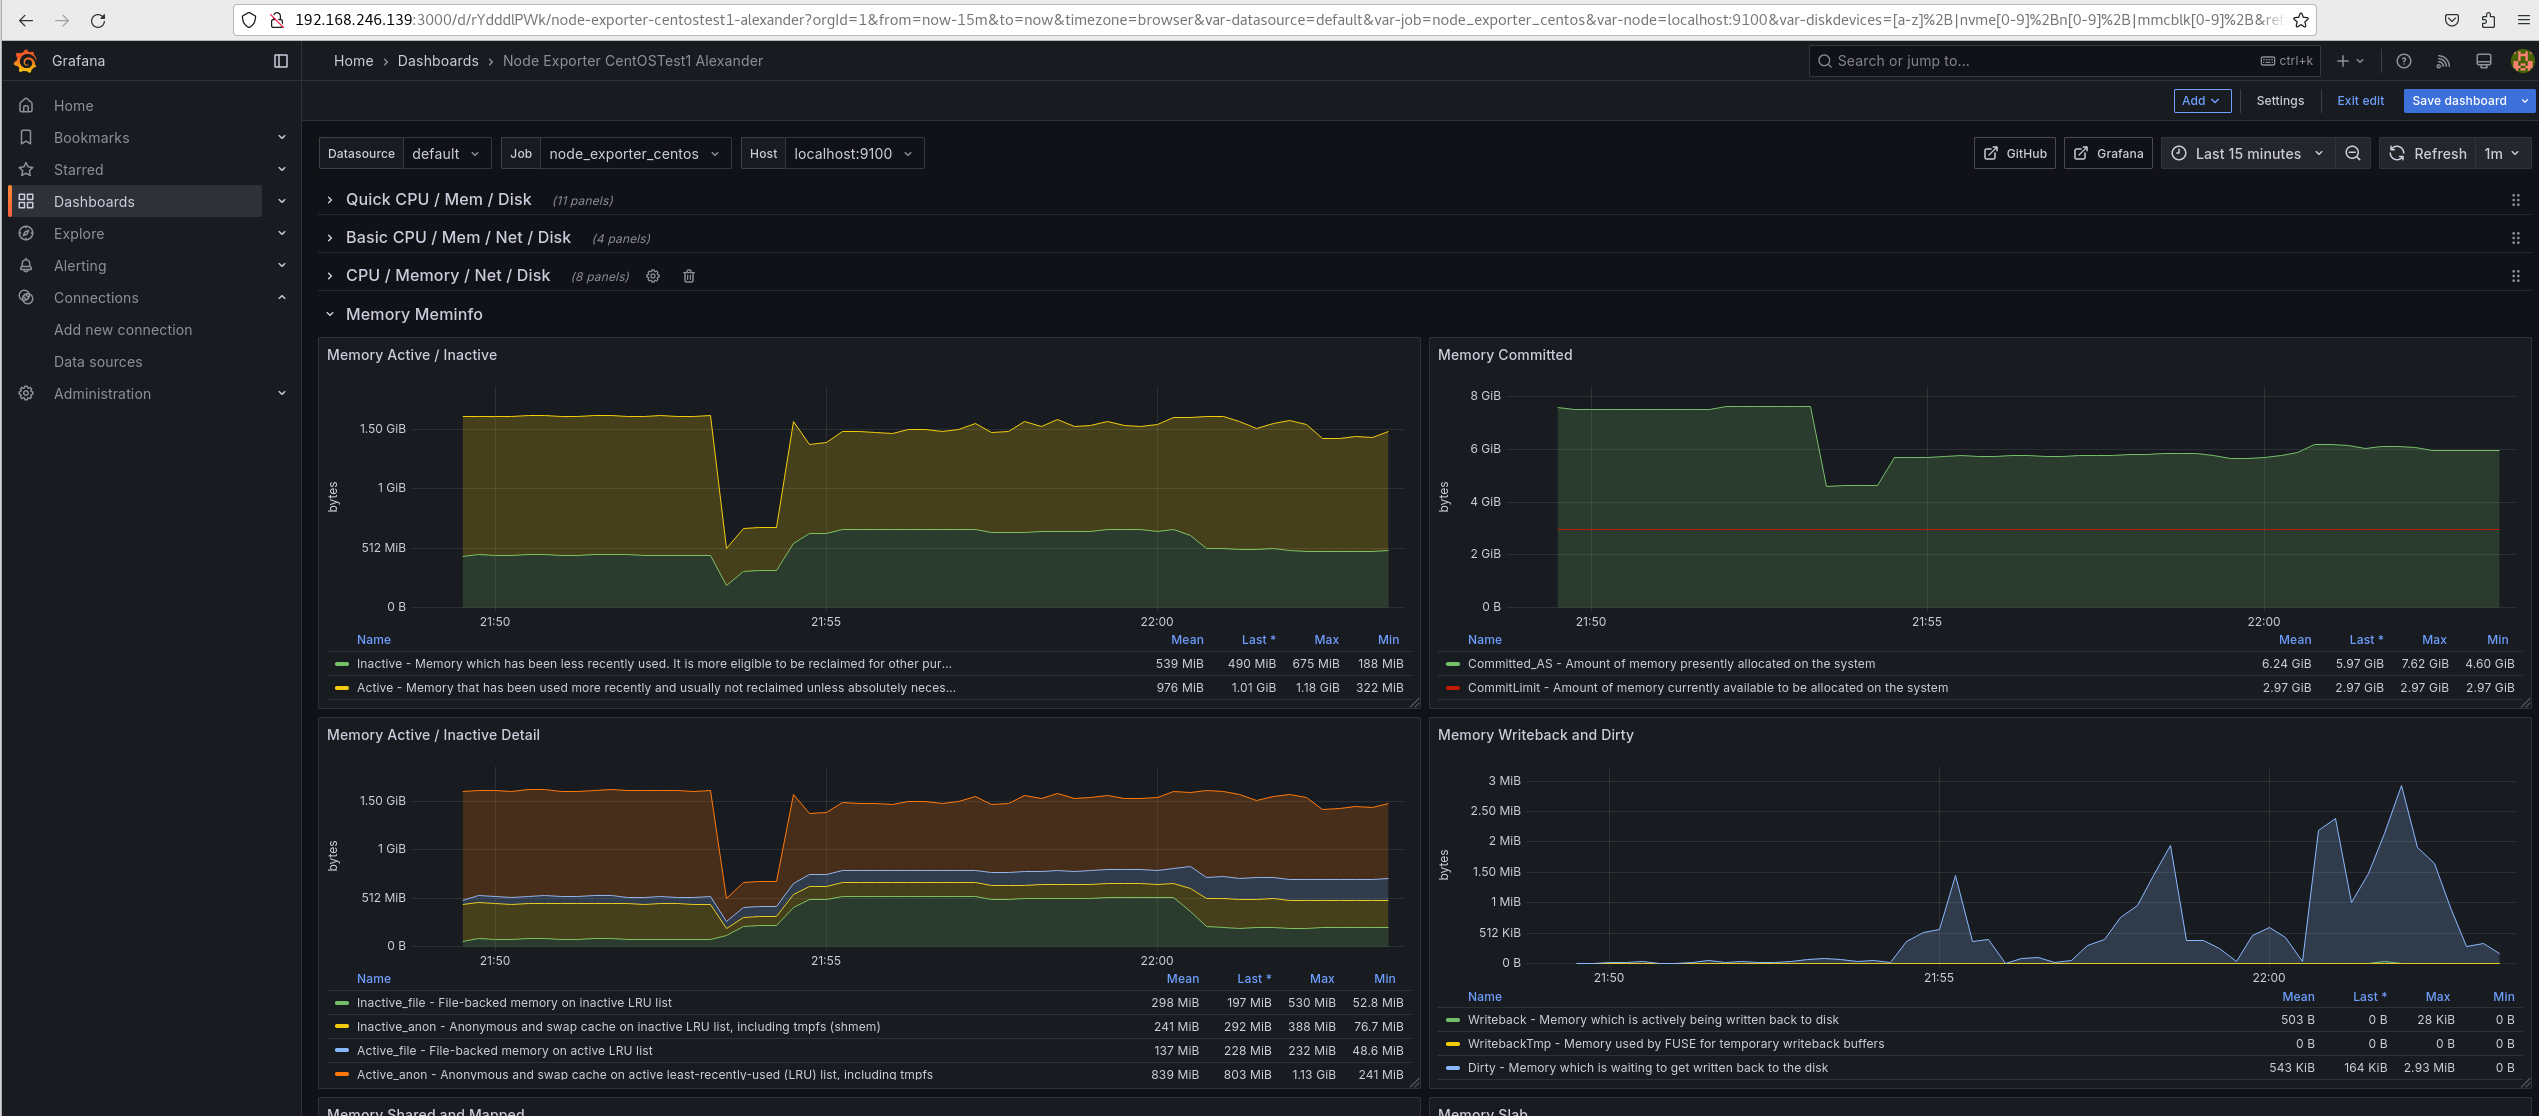 192.168.246.139:3000/d/rYdddlPWk/node-exporter-centostest1-alexander?orgId=1&from=now-15m&to=now&timezone=browser&var-datasource=default&var-job=node_exporter_centos&var-node=localhost:9100&var-diskdevices=[a-z]%2B|nvme[0-9]%2Bn[0-9]%2B|mmcblk[0-9]%2B&re
Grafana
Home › Dashboards › Node Exporter CentOSTest1 Alexander
Search or jump to... ctrl+k
Add Settings Exit edit Save dashboard
Home
Bookmarks
Starred
Dashboards
Explore
Alerting
Connections
Add new connection
Data sources
Administration
Datasource default Job node_exporter_centos Host localhost:9100 GitHub Grafana Last 15 minutes Refresh 1m
Quick CPU / Mem / Disk (11 panels)
Basic CPU / Mem / Net / Disk (4 panels)
CPU / Memory / Net / Disk (8 panels)
Memory Meminfo
Memory Active / Inactive
bytes
1.50 GiB
1 GiB
512 MiB
0 B
21:50 21:55 22:00
Name Mean Last * Max Min
Inactive - Memory which has been less recently used. It is more eligible to be reclaimed for other pur... 539 MiB 490 MiB 675 MiB 188 MiB
Active - Memory that has been used more recently and usually not reclaimed unless absolutely neces... 976 MiB 1.01 GiB 1.18 GiB 322 MiB
Memory Committed
bytes
8 GiB
6 GiB
4 GiB
2 GiB
0 B
21:50 21:55 22:00
Name Mean Last * Max Min
Committed_AS - Amount of memory presently allocated on the system 6.24 GiB 5.97 GiB 7.62 GiB 4.60 GiB
CommitLimit - Amount of memory currently available to be allocated on the system 2.97 GiB 2.97 GiB 2.97 GiB 2.97 GiB
Memory Active / Inactive Detail
bytes
1.50 GiB
1 GiB
512 MiB
0 B
21:50 21:55 22:00
Name Mean Last * Max Min
Inactive_file - File-backed memory on inactive LRU list 298 MiB 197 MiB 530 MiB 52.8 MiB
Inactive_anon - Anonymous and swap cache on inactive LRU list, including tmpfs (shmem) 241 MiB 292 MiB 388 MiB 76.7 MiB
Active_file - File-backed memory on active LRU list 137 MiB 228 MiB 232 MiB 48.6 MiB
Active_anon - Anonymous and swap cache on active least-recently-used (LRU) list, including tmpfs 839 MiB 803 MiB 1.13 GiB 241 MiB
Memory Writeback and Dirty
bytes
3 MiB
2.50 MiB
2 MiB
1.50 MiB
1 MiB
512 KiB
0 B
21:50 21:55 22:00
Name Mean Last * Max Min
Writeback - Memory which is actively being written back to disk 503 B 0 B 28 KiB 0 B
WritebackTmp - Memory used by FUSE for temporary writeback buffers 0 B 0 B 0 B 0 B
Dirty - Memory which is waiting to get written back to the disk 543 KiB 164 KiB 2.93 MiB 0 B
Memory Shared and Mapped
Memory Slab